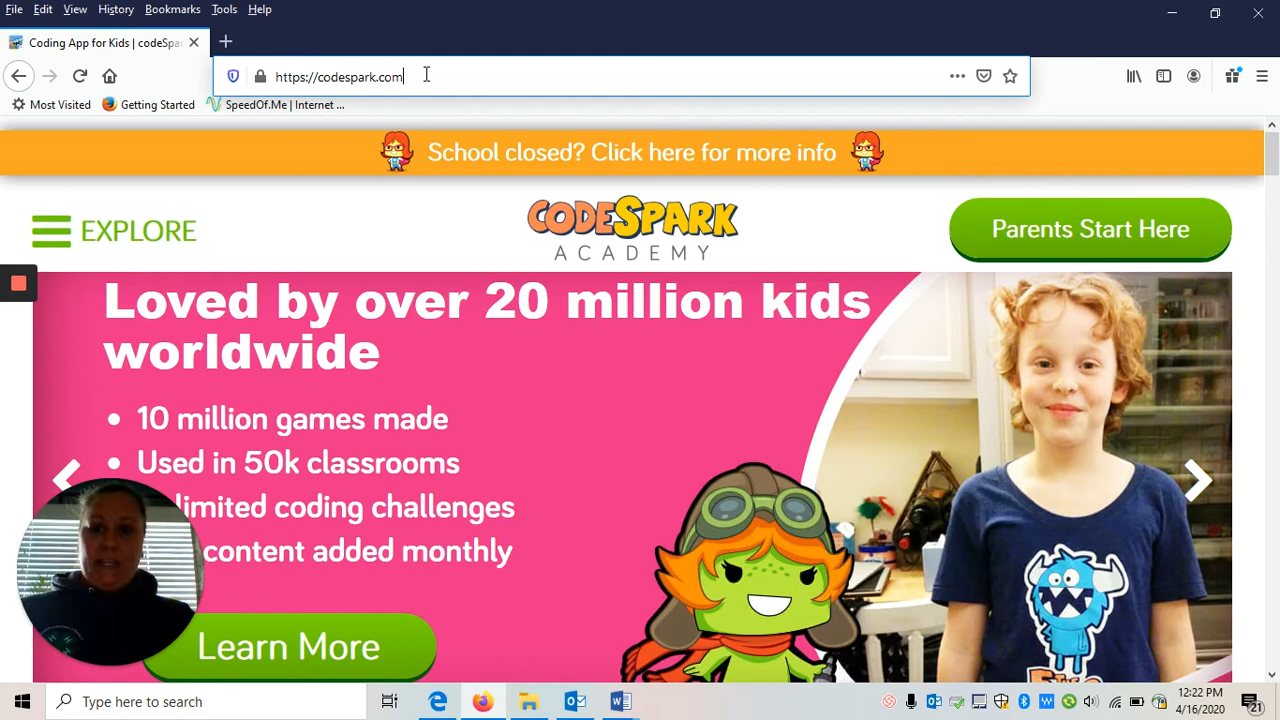 File Edit View History Bookmarks Tools Help
Coding App for Kids | codeSpa
https://codespark.com
Most Visited Getting Started SpeedOf.Me | Internet ...
School closed? Click here for more info
EXPLORE
CODESPARK
ACADEMY
Parents Start Here
Loved by over 20 million kids
worldwide
• 10 million games made
• Used in 50k classrooms
limited coding challenges
content added monthly
Learn More
Type here to search
12:22 PM
4/16/2020
21